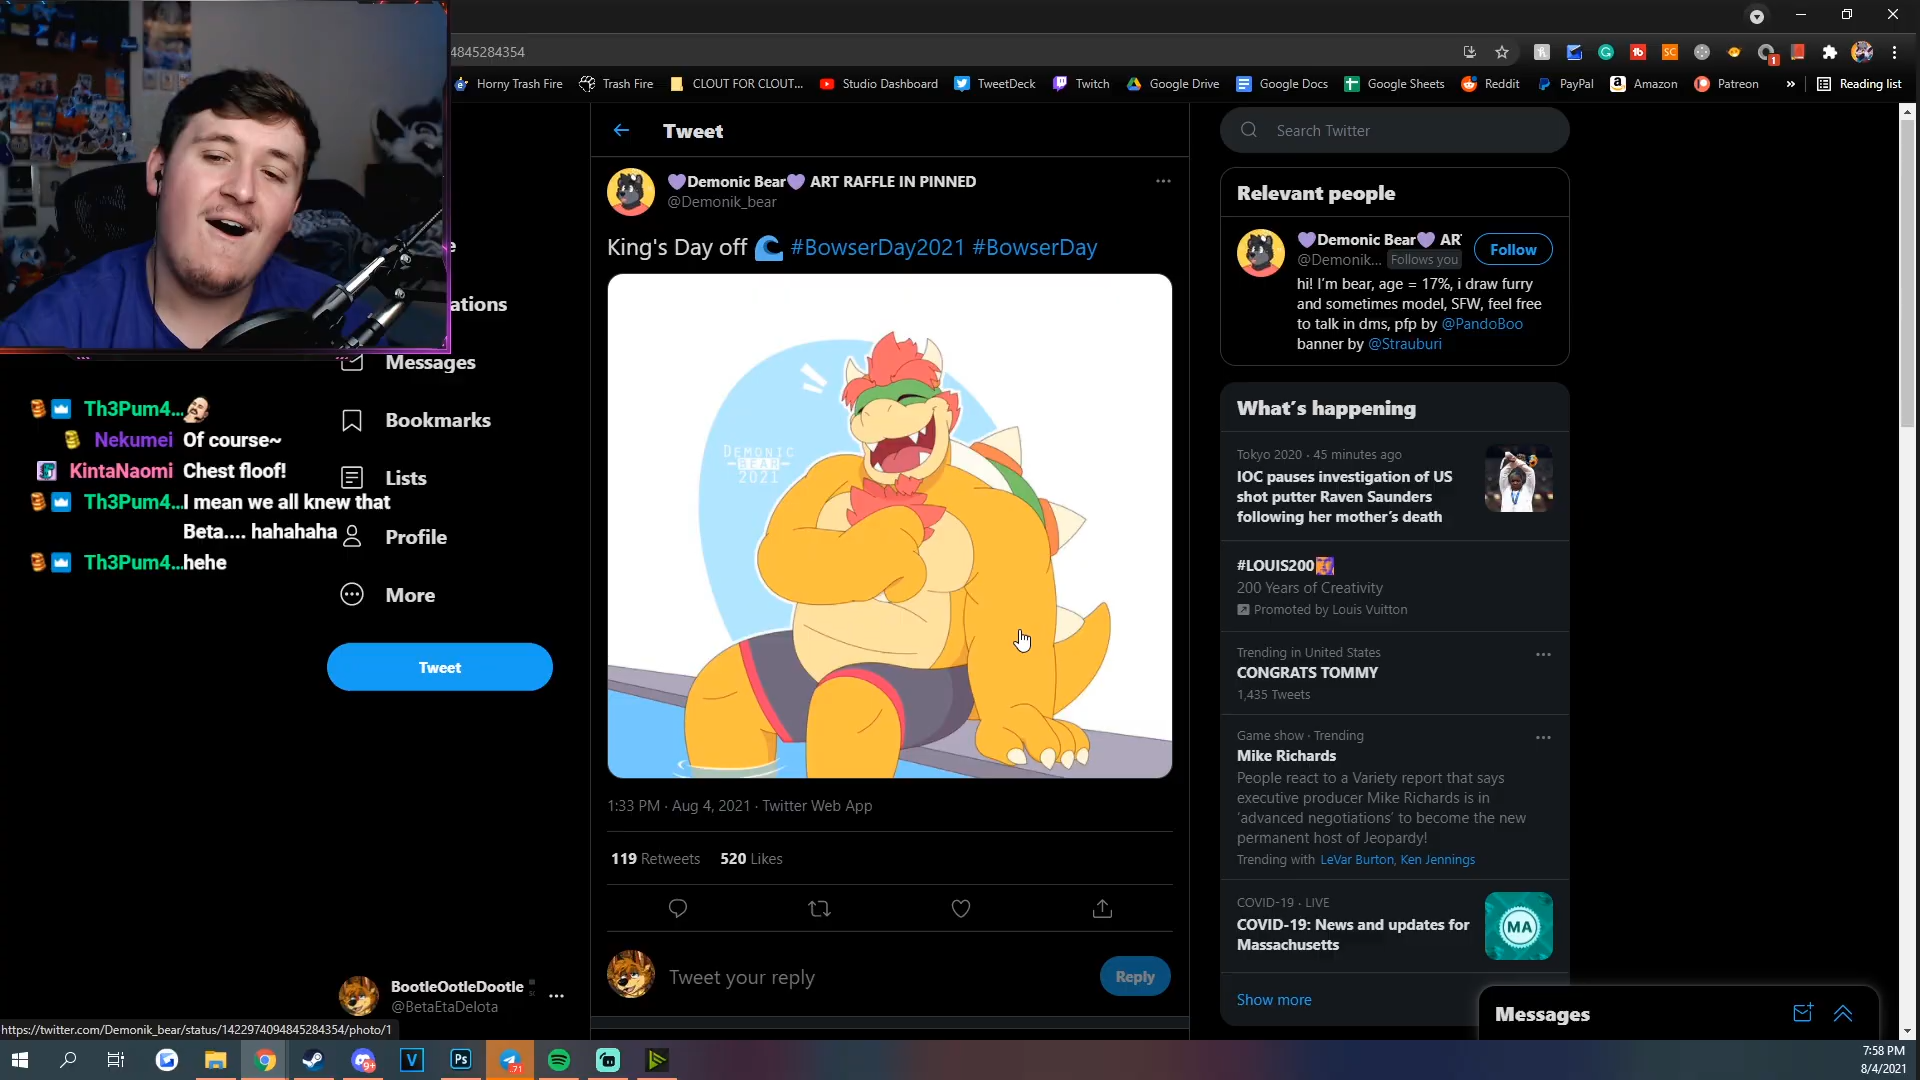 4845284354
Horny Trash Fire
Trash Fire
CLOUT FOR CLOUT...
Studio Dashboard
TweetDeck
Twitch
Google Drive
Google Docs
Google Sheets
Reddit
PayPal
Amazon
Patreon
»
Reading list
Tweet
Search Twitter
💜Demonic Bear💜 ART RAFFLE IN PINNED
@Demonik_bear
King's Day off 🌊 #BowserDay2021 #BowserDay
DEMONIC
-BEAR-
2021
1:33 PM · Aug 4, 2021 · Twitter Web App
119 Retweets 520 Likes
Tweet your reply
Reply
Relevant people
💜Demonic Bear💜 AR
@Demonik... Follows you
Follow
hi! I'm bear, age = 17%, i draw furry
and sometimes model, SFW, feel free
to talk in dms, pfp by @PandoBoo
banner by @Strauburi
What's happening
Tokyo 2020 · 45 minutes ago
IOC pauses investigation of US
shot putter Raven Saunders
following her mother's death
#LOUIS200
200 Years of Creativity
Promoted by Louis Vuitton
Trending in United States
CONGRATS TOMMY
1,435 Tweets
Game show · Trending
Mike Richards
People react to a Variety report that says
executive producer Mike Richards is in
'advanced negotiations' to become the new
permanent host of Jeopardy!
Trending with LeVar Burton, Ken Jennings
COVID-19 · LIVE
COVID-19: News and updates for
Massachusetts
MA
Show more
Messages
ations
Messages
Bookmarks
Lists
Profile
More
Tweet
Th3Pum4...
Nekumei Of course~
KintaNaomi Chest floof!
Th3Pum4...I mean we all knew that
Beta.... hahahaha
Th3Pum4...hehe
BootleOotleDootle
@BetaEtaDelota
https://twitter.com/Demonik_bear/status/1422974094845284354/photo/1
7:58 PM
8/4/2021